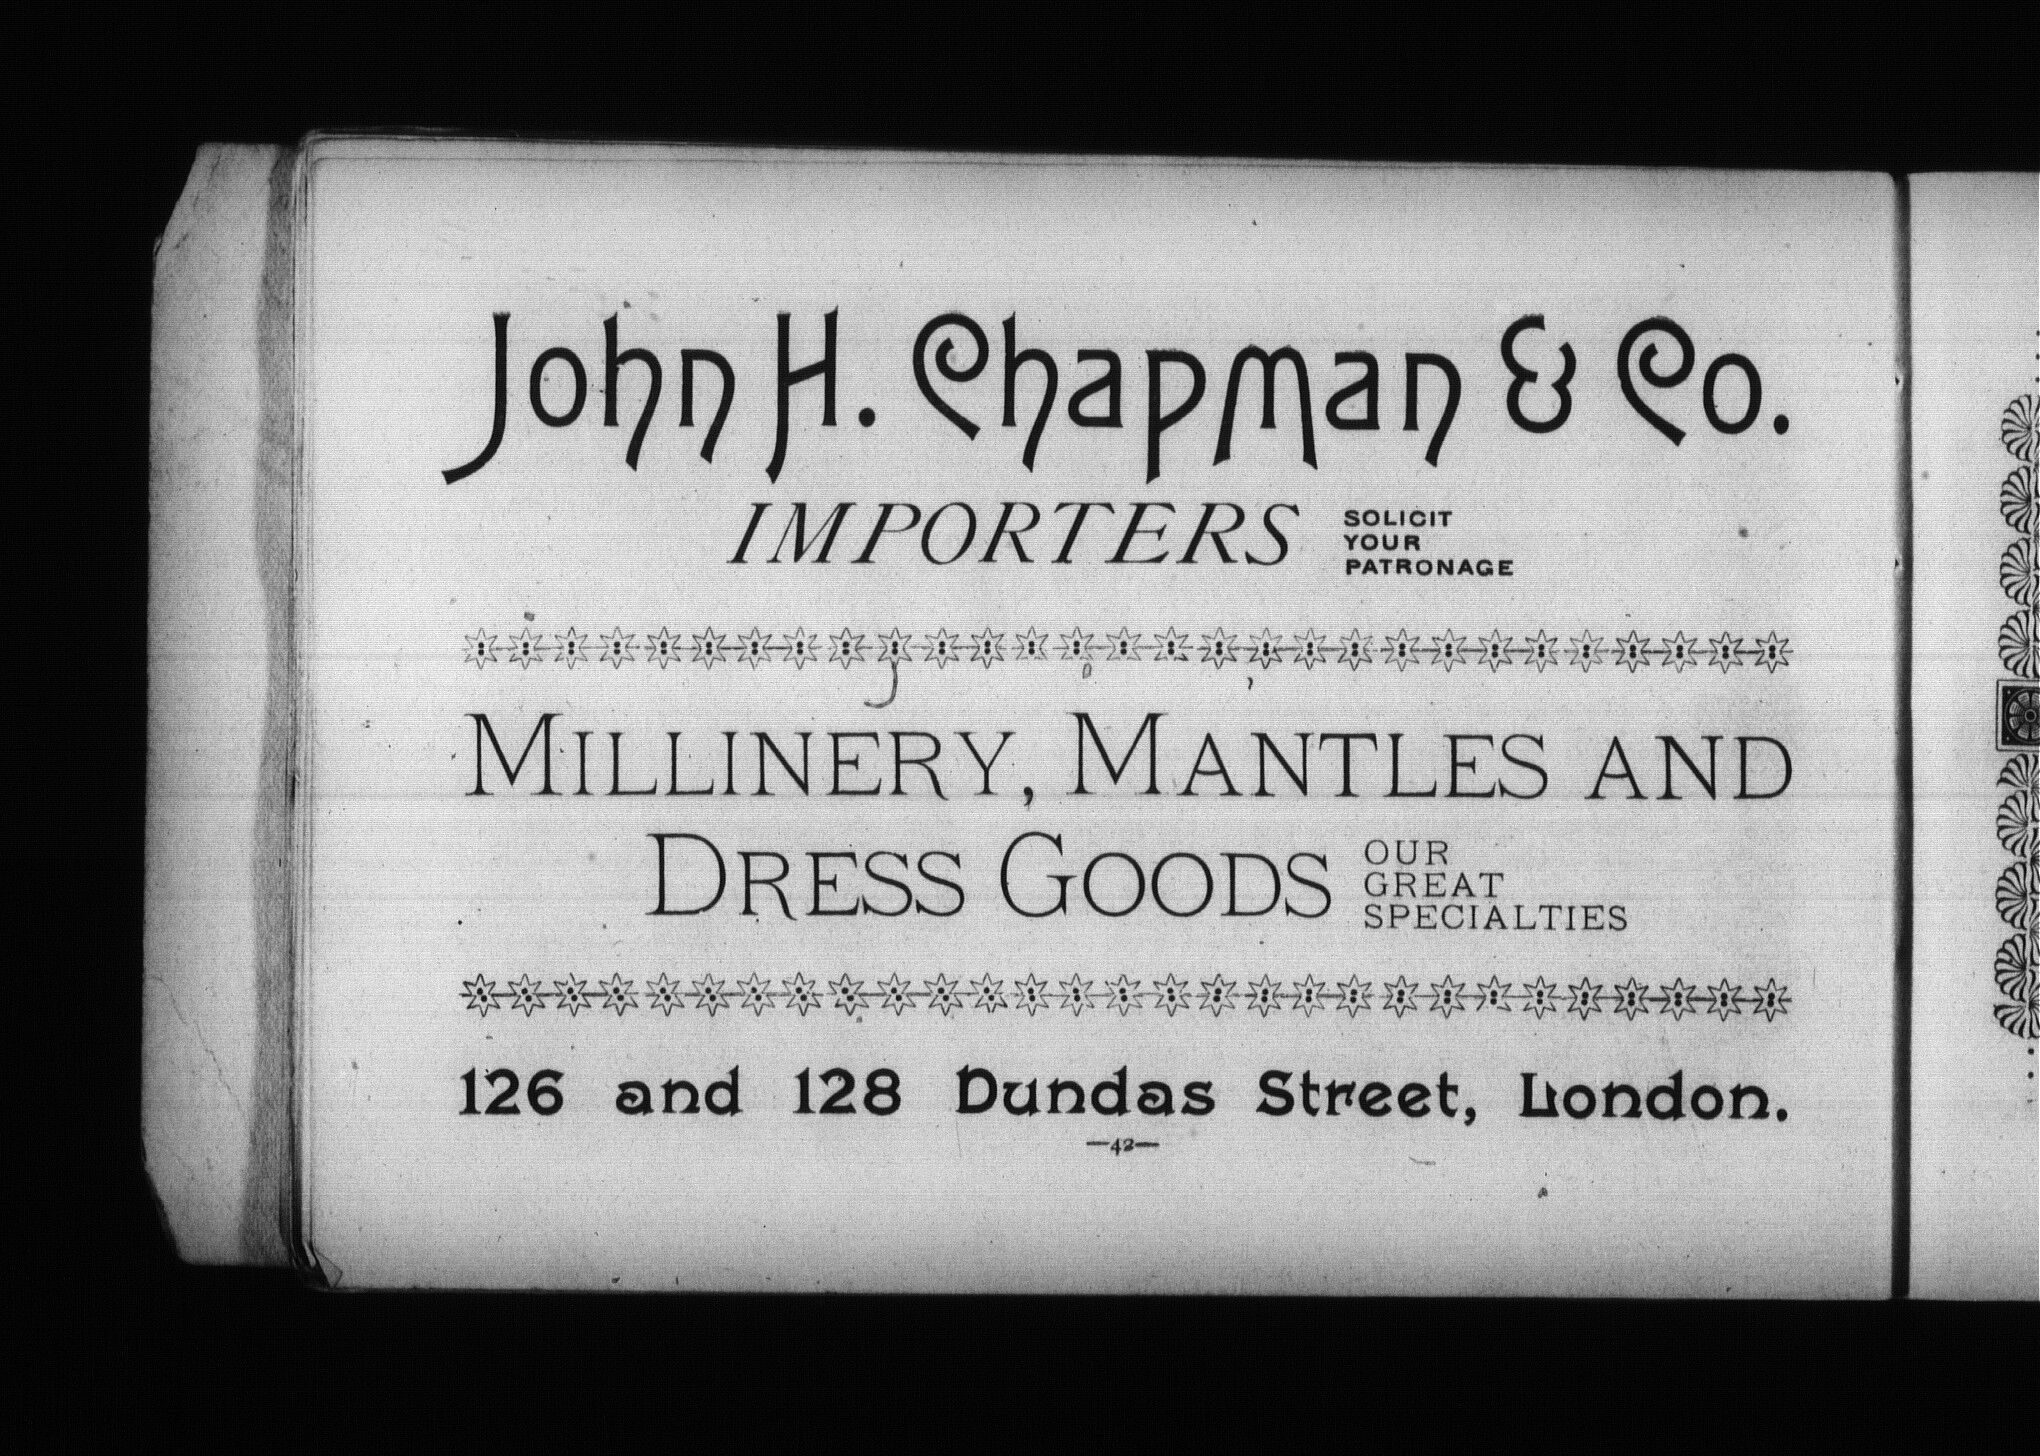 John H. Chapman & Co.
IMPORTERS SOLICIT
YOUR
PATRONAGE
MILLINERY, MANTLES AND
DRESS GOODS OUR
GREAT
SPECIALTIES
126 and 128 Dundas Street, London.
—42—